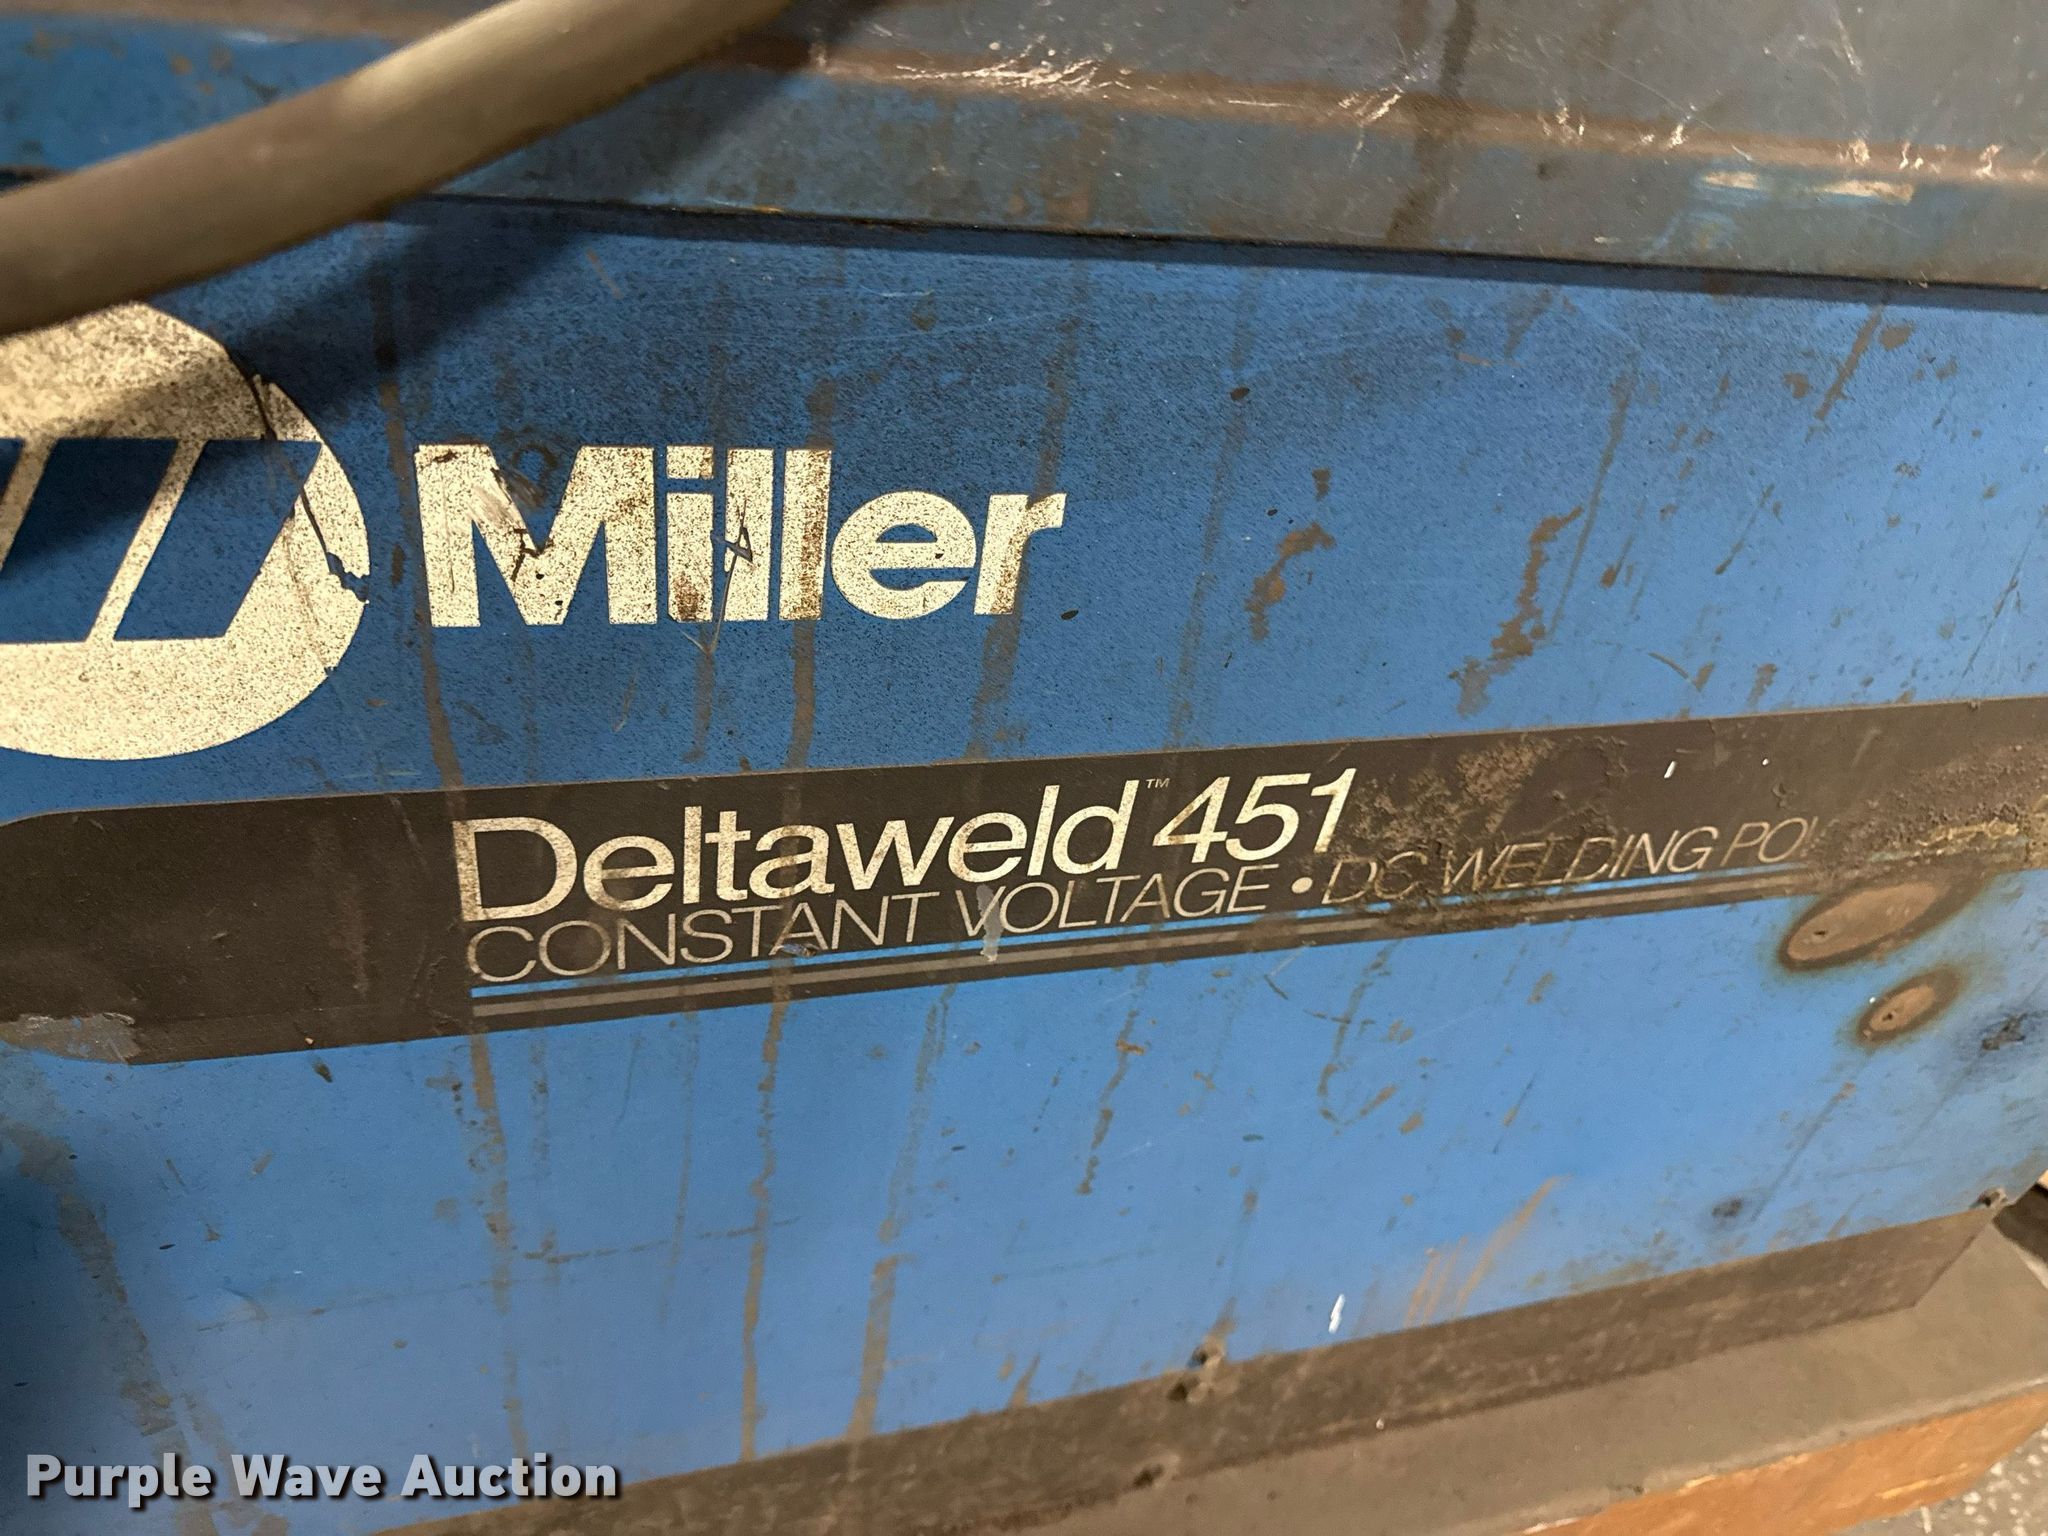 Miller
Deltaweld™ 451
CONSTANT VOLTAGE • DC WELDING
Purple Wave Auction